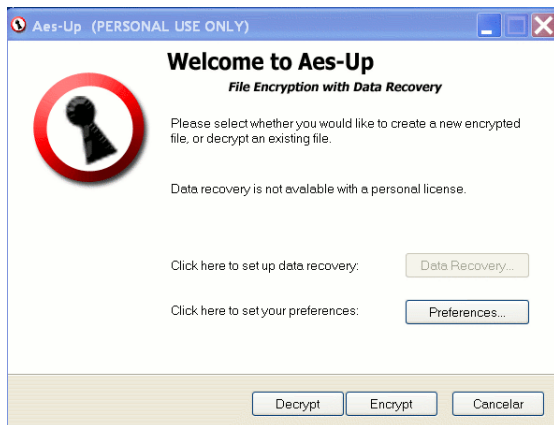 Aes-Up (PERSONAL USE ONLY)
Welcome to Aes-Up
File Encryption with Data Recovery
Please select whether you would like to create a new encrypted
file, or decrypt an existing file.
Data recovery is not avalable with a personal license.
Click here to set up data recovery:
Data Recovery...
Click here to set your preferences:
Preferences...
Decrypt
Encrypt
Cancelar